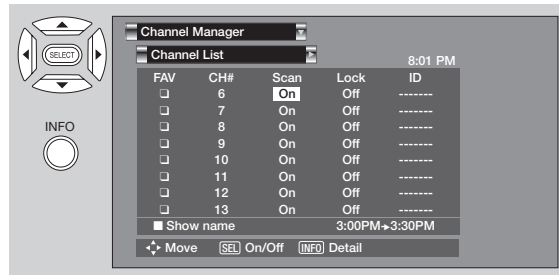 Channel Manager
Channel List
8:01 PM
FAV CH# Scan Lock ID
❏ 6 On Off -------
❏ 7 On Off -------
❏ 8 On Off -------
❏ 9 On Off -------
❏ 10 On Off -------
❏ 11 On Off -------
❏ 12 On Off -------
❏ 13 On Off -------
■ Show name 3:00PM➔3:30PM
Move SEL On/Off INFO Detail
SELECT
INFO